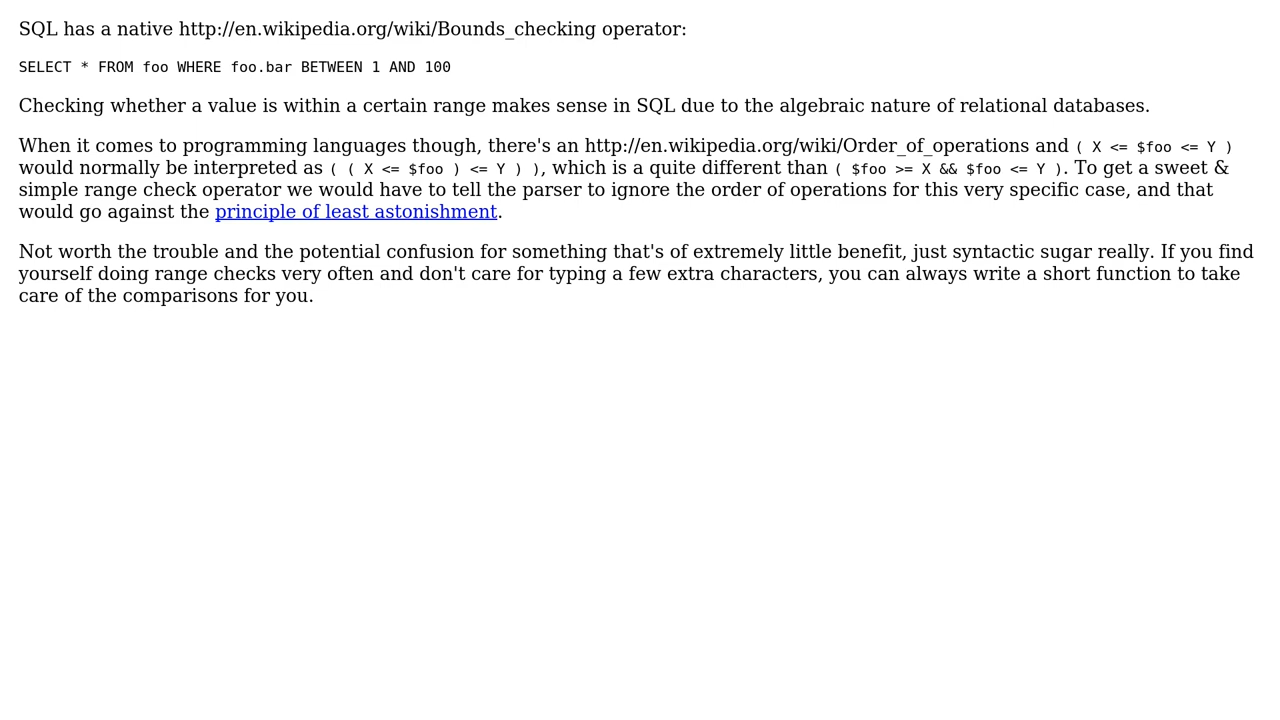 SQL has a native http://en.wikipedia.org/wiki/Bounds_checking operator:
SELECT * FROM foo WHERE foo.bar BETWEEN 1 AND 100
Checking whether a value is within a certain range makes sense in SQL due to the algebraic nature of relational databases.
When it comes to programming languages though, there's an http://en.wikipedia.org/wiki/Order_of_operations and ( X <= $foo <= Y )
would normally be interpreted as ( ( X <= $foo ) <= Y ) ), which is a quite different than ( $foo >= X && $foo <= Y ). To get a sweet &
simple range check operator we would have to tell the parser to ignore the order of operations for this very specific case, and that
would go against the principle of least astonishment.
Not worth the trouble and the potential confusion for something that's of extremely little benefit, just syntactic sugar really. If you find
yourself doing range checks very often and don't care for typing a few extra characters, you can always write a short function to take
care of the comparisons for you.